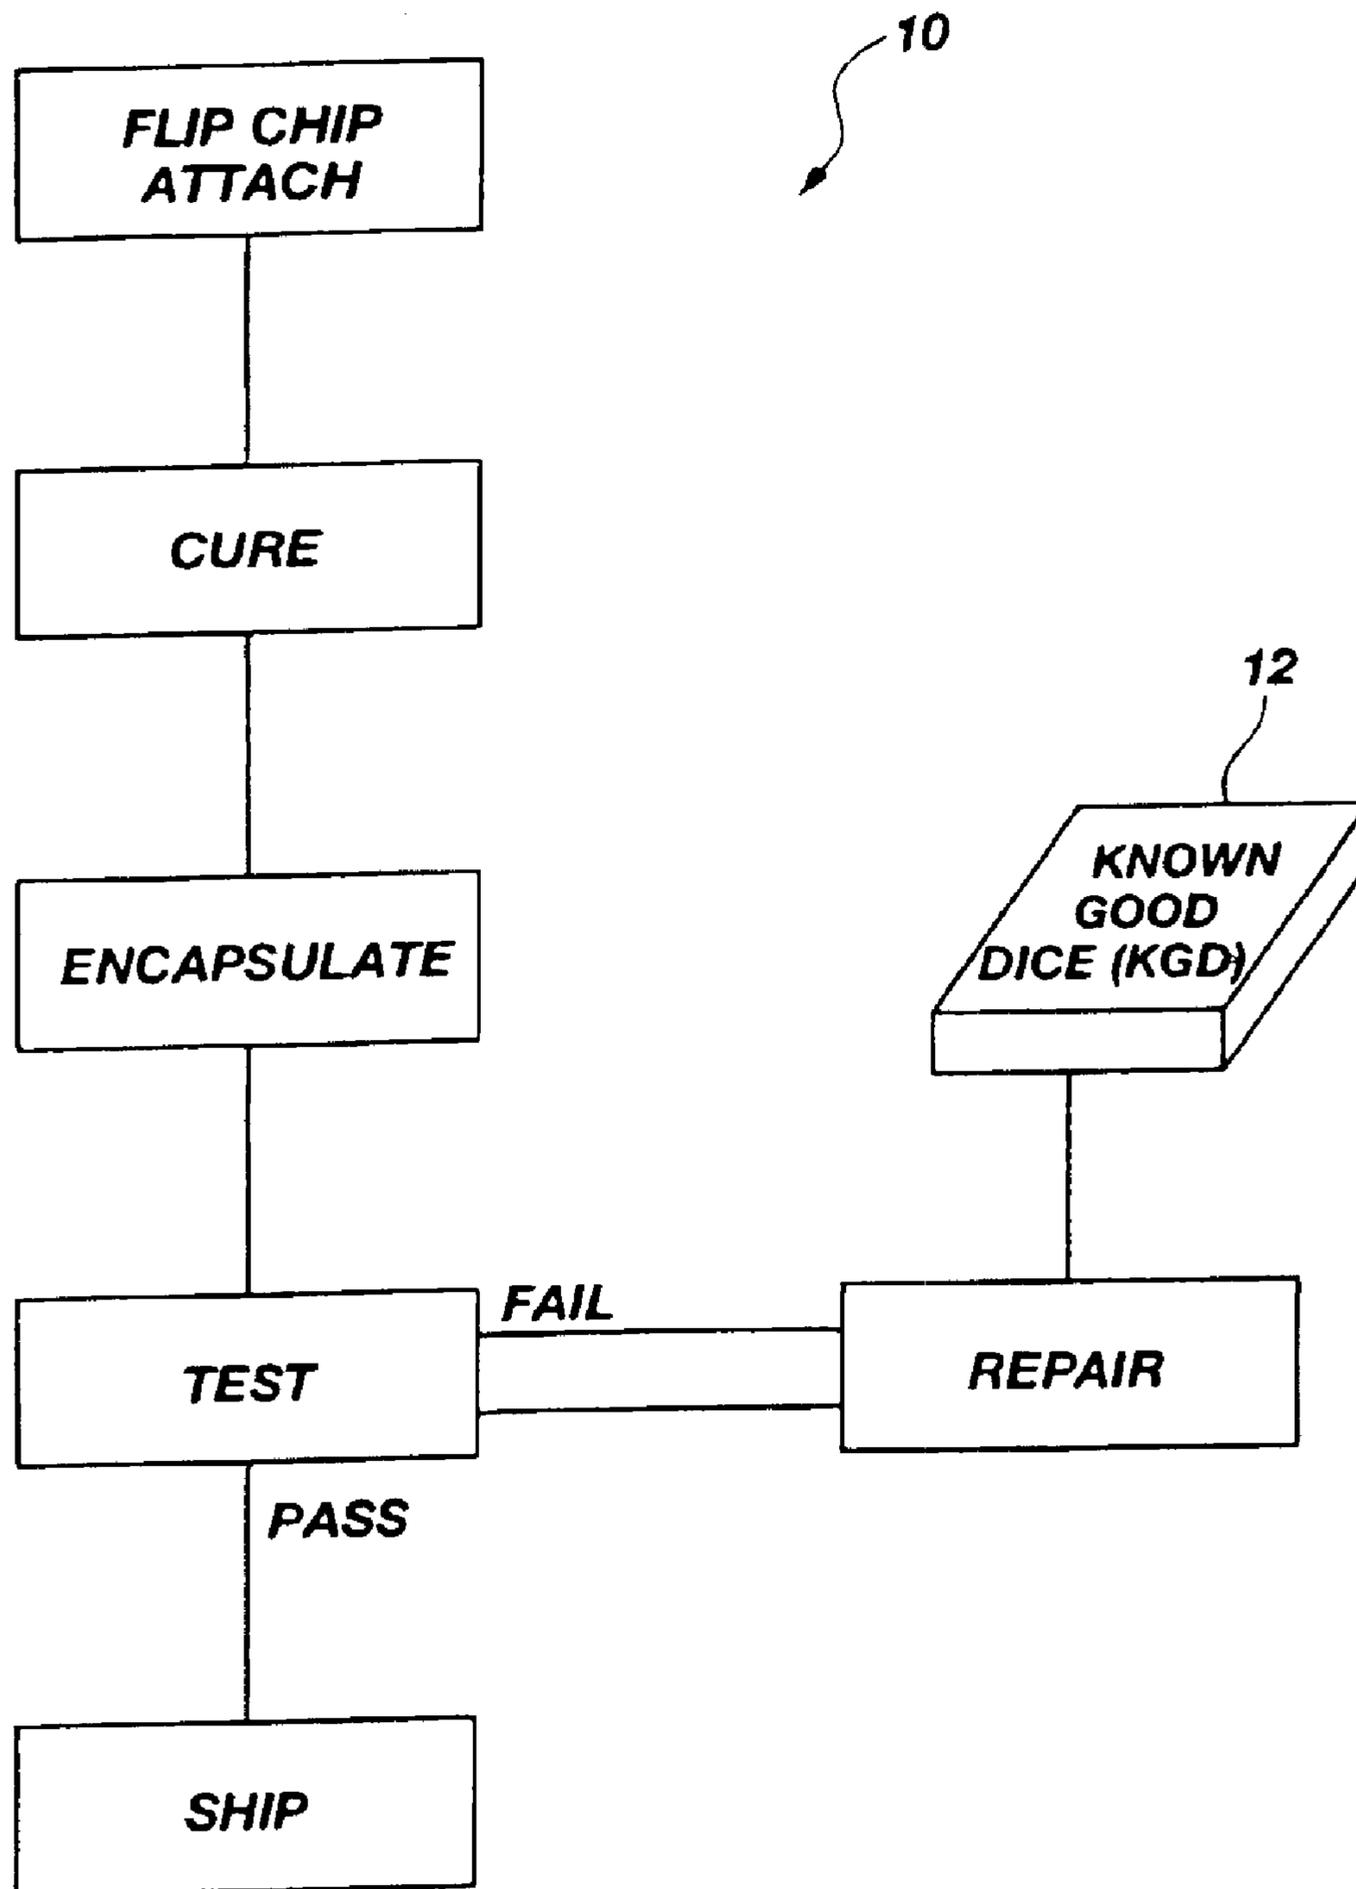 10
FLIP CHIP
ATTACH
CURE
12
KNOWN
GOOD
DICE (KGD)
ENCAPSULATE
FAIL
TEST
REPAIR
PASS
SHIP